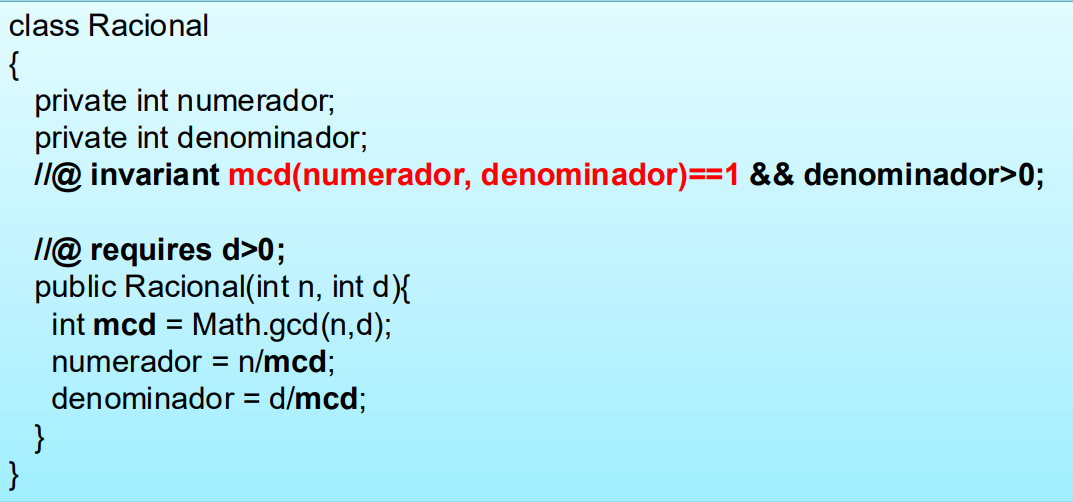 class Racional
{
private int numerador;
private int denominador;
//@ invariant mcd(numerador, denominador)==1 && denominador>0;
//@ requires d>0;
public Racional(int n, int d){
int mcd = Math.gcd(n,d);
numerador = n/mcd;
denominador = d/mcd;
}
}